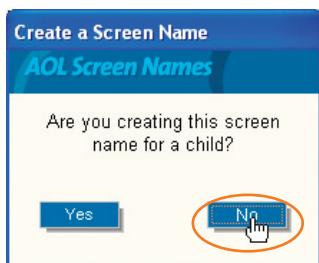 Create a Screen Name
AOL Screen Names
Are you creating this screen
name for a child?
Yes
No